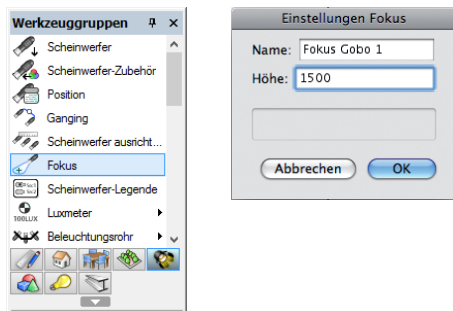 Werkzeuggruppen
Scheinwerfer
Scheinwerfer-Zubehör
Position
Ganging
Scheinwerfer ausricht...
Fokus
Scheinwerfer-Legende
100LUX Luxmeter
Beleuchtungsrohr
Einstellungen Fokus
Name: Fokus Gobo 1
Höhe: 1500
Abbrechen OK